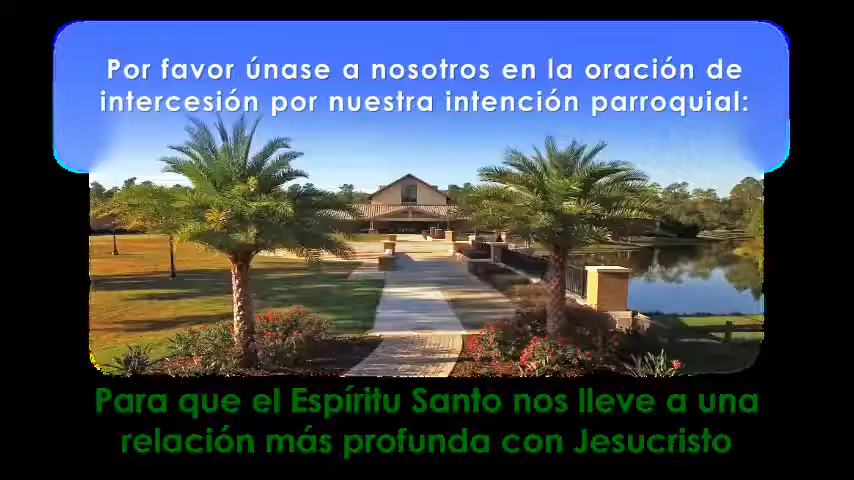 Por favor únase a nosotros en la oración de
intercesión por nuestra intención parroquial:
Para que el Espíritu Santo nos lleve a una
relación más profunda con Jesucristo